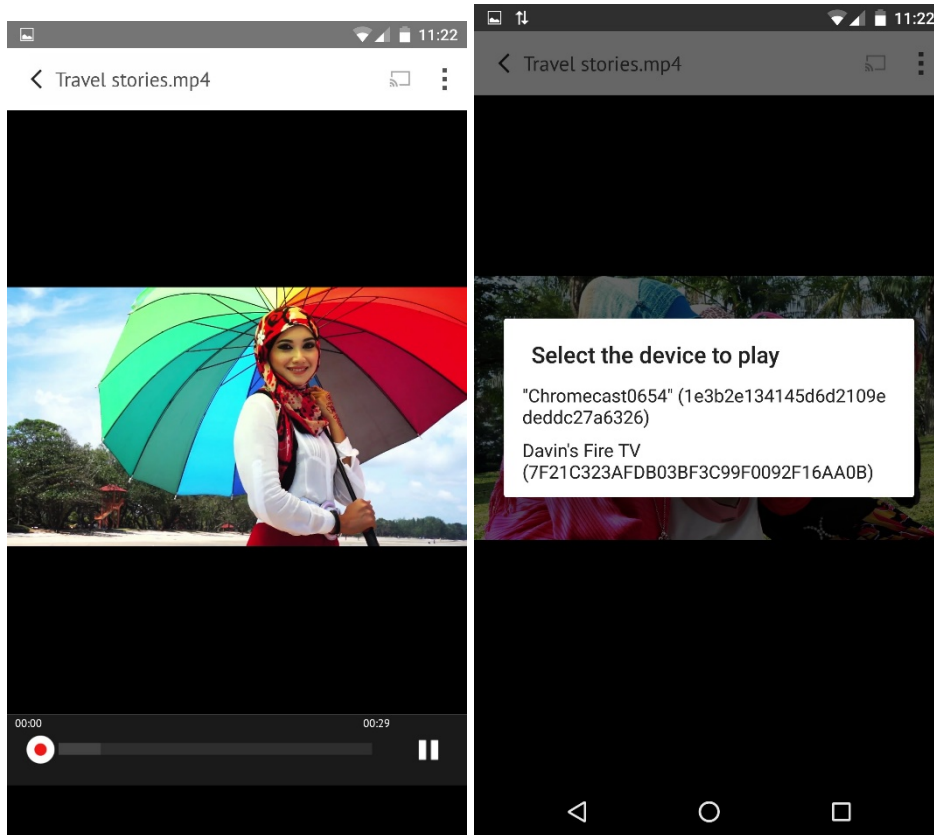 11:22
Travel stories.mp4
00:00
00:29
11:22
Travel stories.mp4
Select the device to play
"Chromecast0654" (1e3b2e134145d6d2109e
deddc27a6326)
Davin's Fire TV
(7F21C323AFDB03BF3C99F0092F16AA0B)